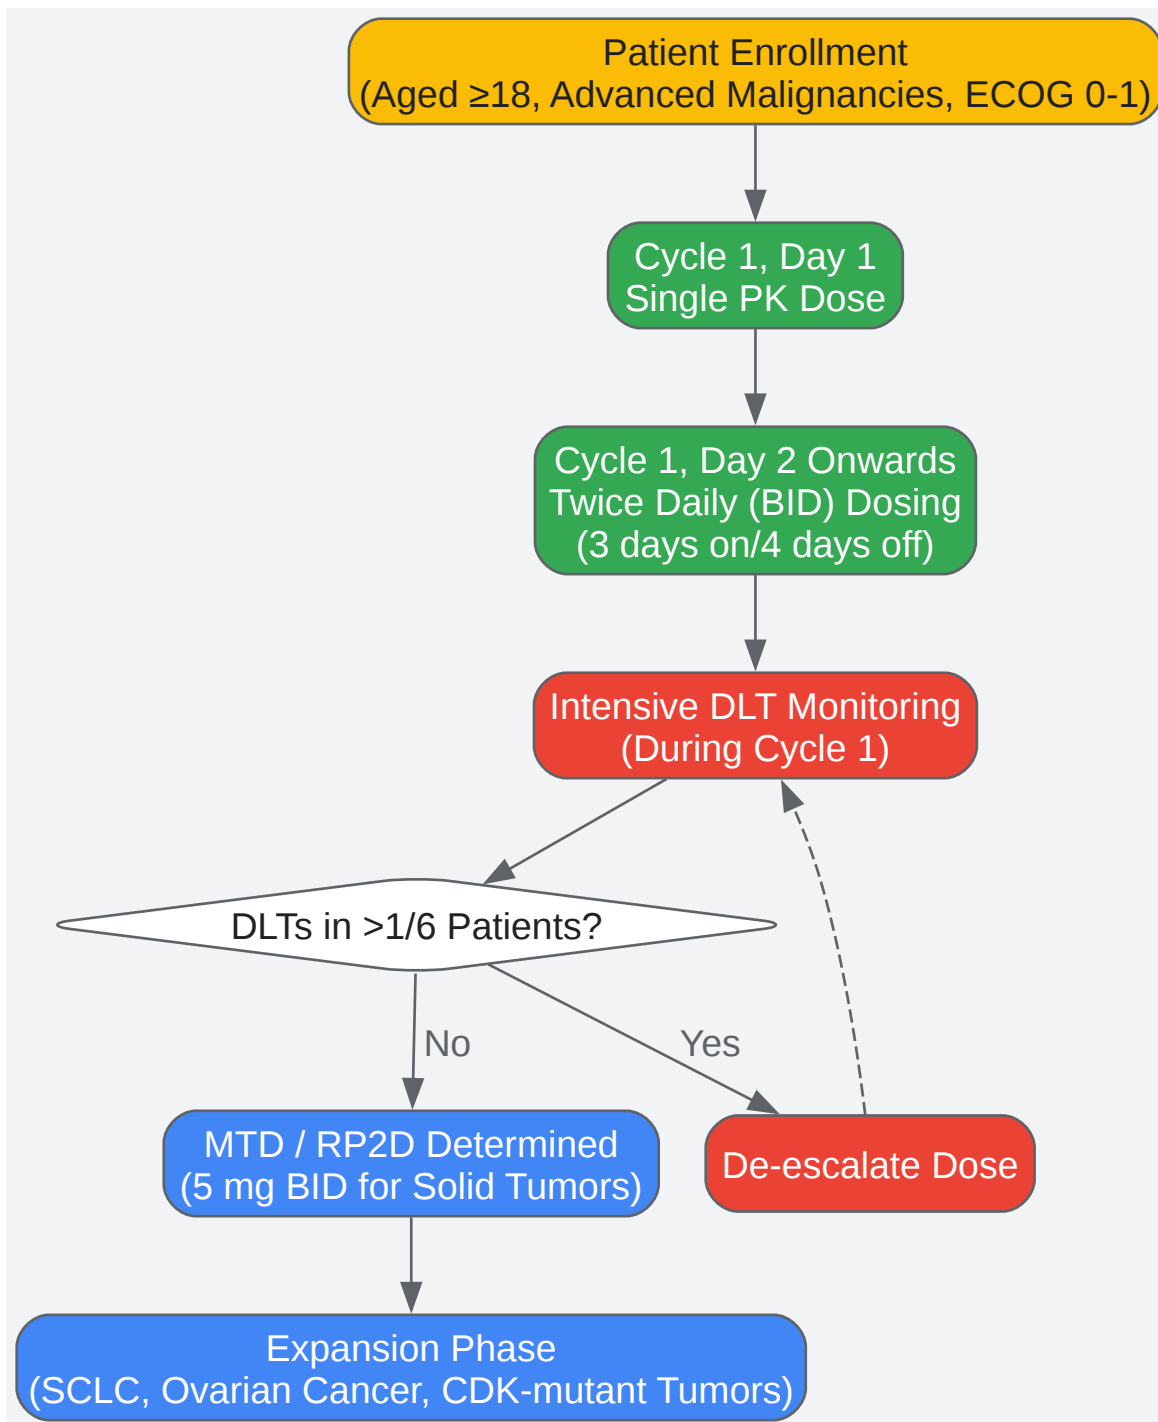 Patient Enrollment
(Aged ≥18, Advanced Malignancies, ECOG 0-1)
Cycle 1, Day 1
Single PK Dose
Cycle 1, Day 2 Onwards
Twice Daily (BID) Dosing
(3 days on/4 days off)
Intensive DLT Monitoring
(During Cycle 1)
DLTs in >1/6 Patients?
No
Yes
MTD / RP2D Determined
(5 mg BID for Solid Tumors)
De-escalate Dose
Expansion Phase
(SCLC, Ovarian Cancer, CDK-mutant Tumors)